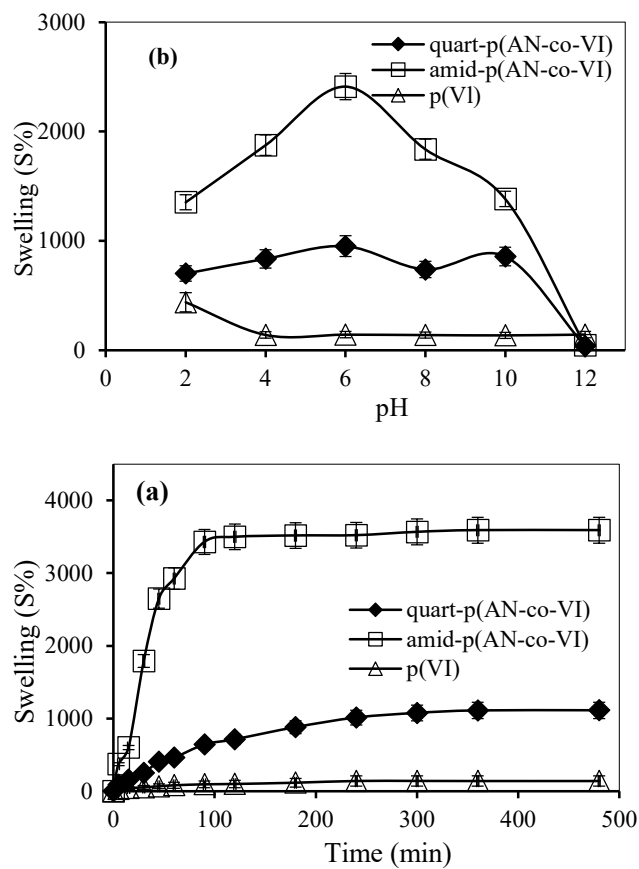 3000
(b)
quart-p(AN-co-VI)
amid-p(AN-co-VI)
p(VI)
2000
1000
0
Swelling (S%)
0 2 4 6 8 10 12
pH
(a)
4000
3000
quart-p(AN-co-VI)
amid-p(AN-co-VI)
p(VI)
2000
1000
0
Swelling (S%)
0 100 200 300 400 500
Time (min)